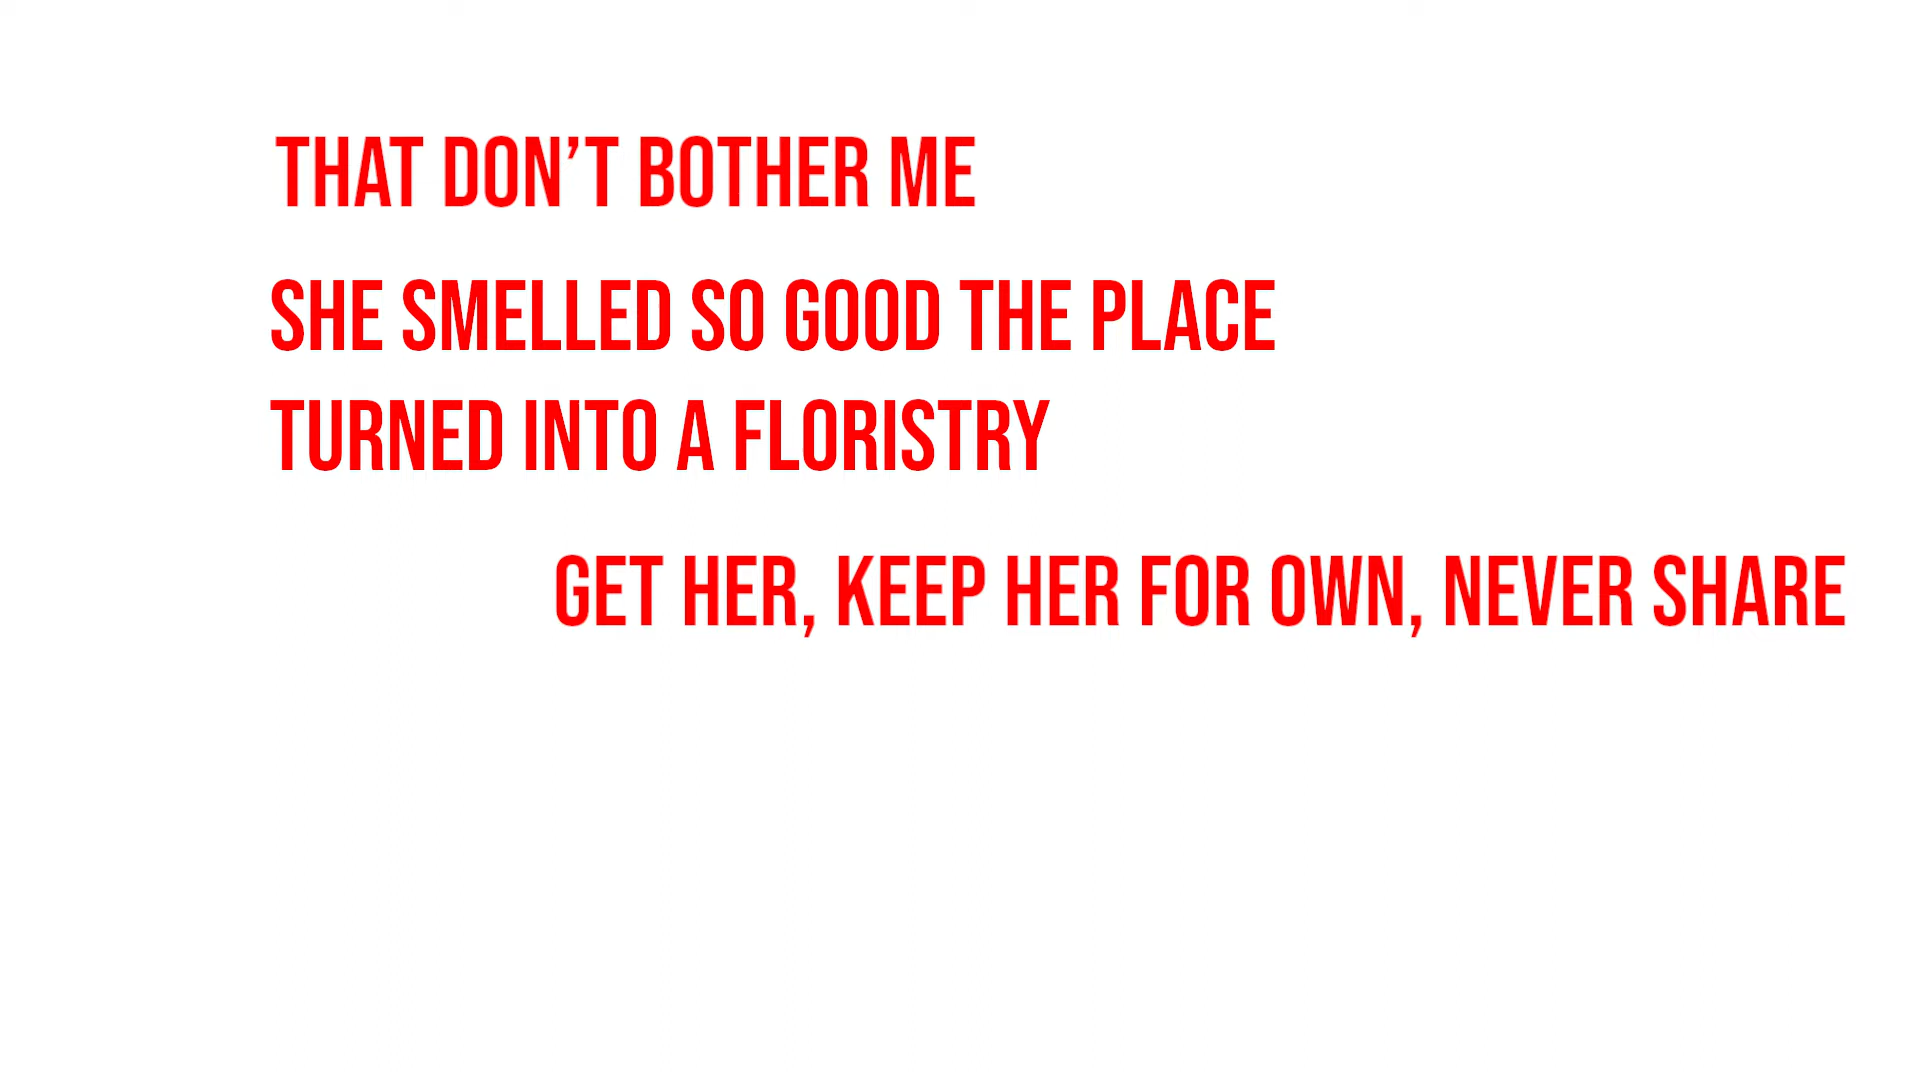 THAT DON’T BOTHER ME
SHE SMELLED SO GOOD THE PLACE
TURNED INTO A FLORISTRY
GET HER, KEEP HER FOR OWN, NEVER SHARE